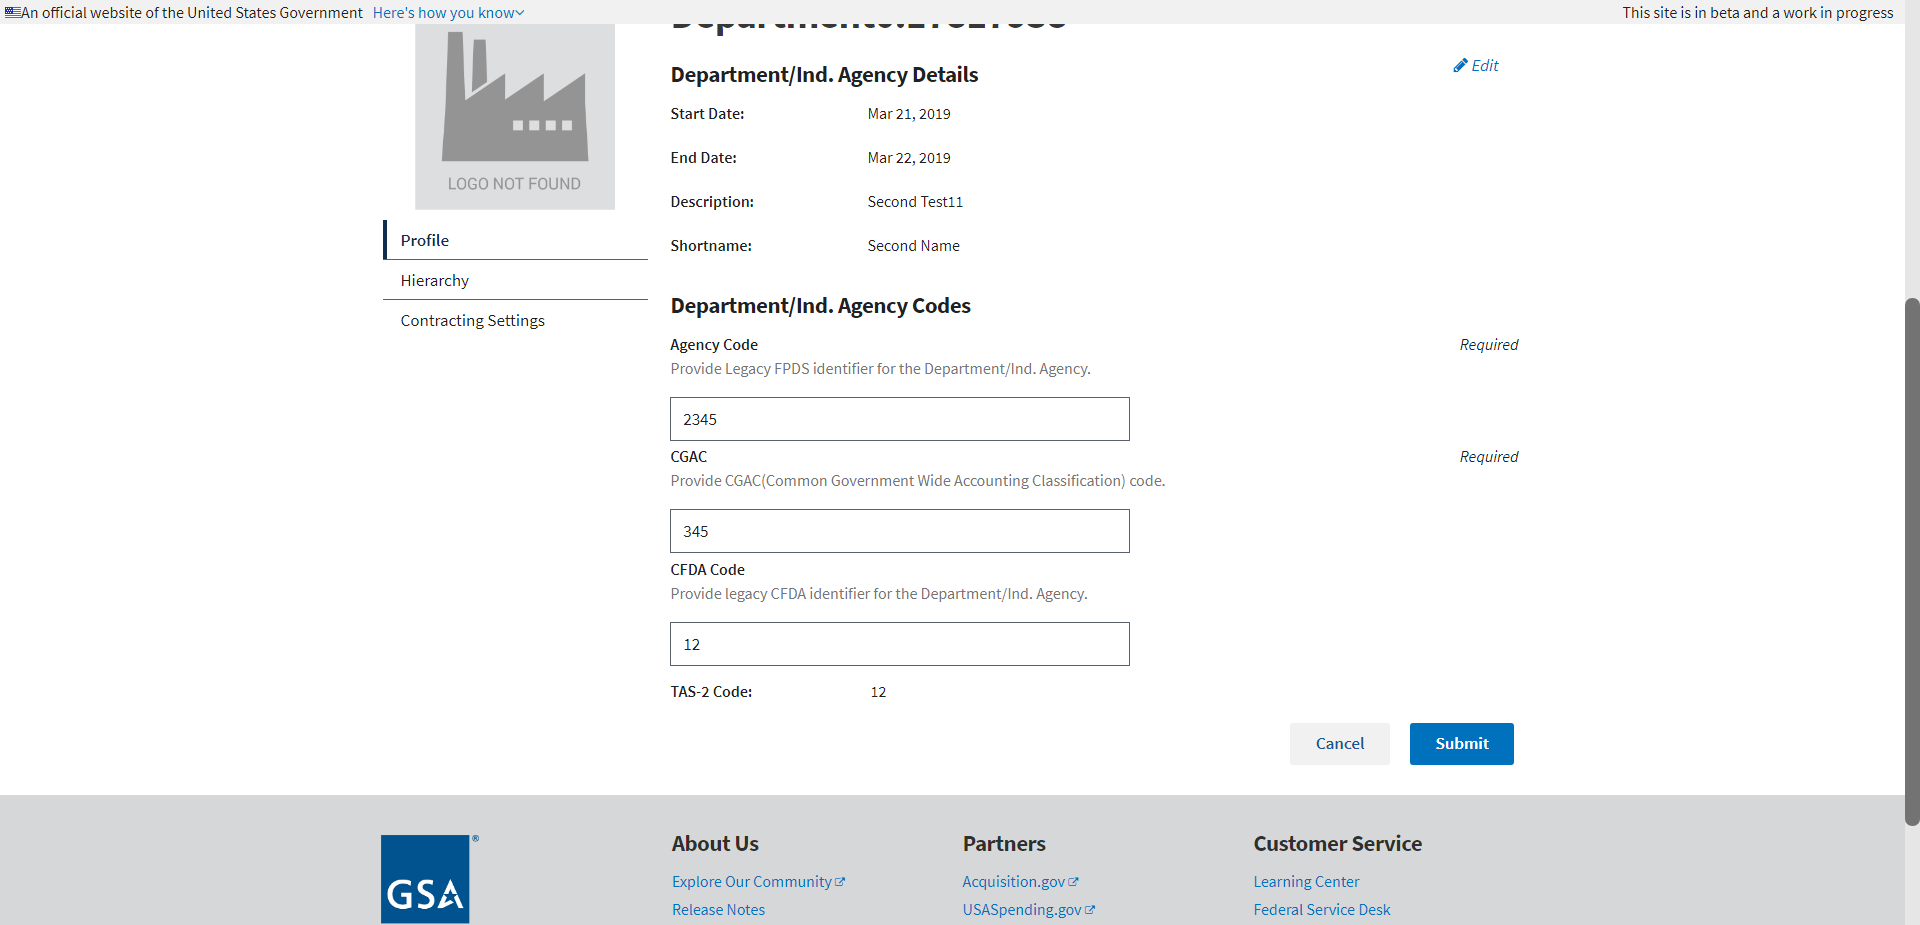 An official website of the United States Government Here's how you know
This site is in beta and a work in progress
LOGO NOT FOUND
Profile
Hierarchy
Contracting Settings
Department/Ind. Agency Details
Edit
Start Date: Mar 21, 2019
End Date: Mar 22, 2019
Description: Second Test11
Shortname: Second Name
Department/Ind. Agency Codes
Agency Code Required
Provide Legacy FPDS identifier for the Department/Ind. Agency.
2345
CGAC Required
Provide CGAC(Common Government Wide Accounting Classification) code.
345
CFDA Code
Provide legacy CFDA identifier for the Department/Ind. Agency.
12
TAS-2 Code: 12
Cancel Submit
GSA®
About Us
Explore Our Community
Release Notes
Partners
Acquisition.gov
USASpending.gov
Customer Service
Learning Center
Federal Service Desk